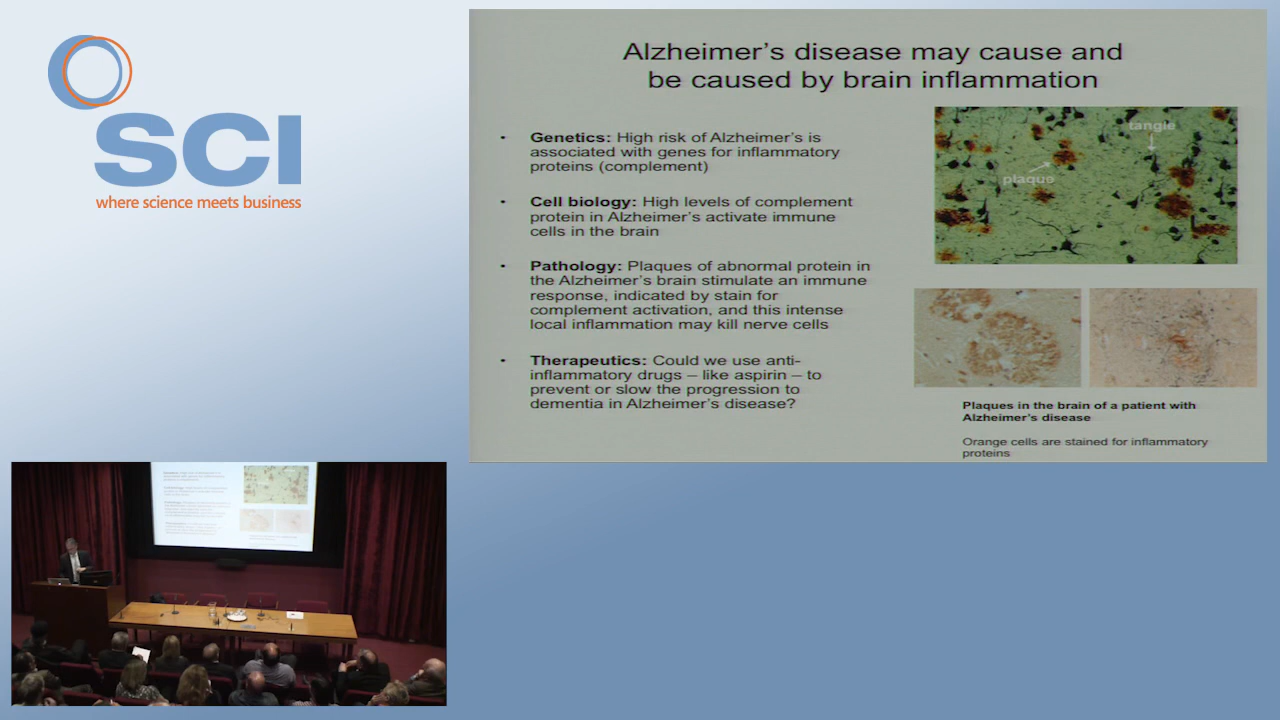 SCI
where science meets business
Alzheimer's disease may cause and
be caused by brain inflammation
• Genetics: High risk of Alzheimer's is
associated with genes for inflammatory
proteins (complement)
• Cell biology: High levels of complement
protein in Alzheimer's activate immune
cells in the brain
• Pathology: Plaques of abnormal protein in
the Alzheimer's brain stimulate an immune
response, indicated by stain for
complement activation, and this intense
local inflammation may kill nerve cells
• Therapeutics: Could we use anti-
inflammatory drugs – like aspirin – to
prevent or slow the progression to
dementia in Alzheimer's disease?
tangle
plaque
Plaques in the brain of a patient with
Alzheimer's disease
Orange cells are stained for inflammatory
proteins